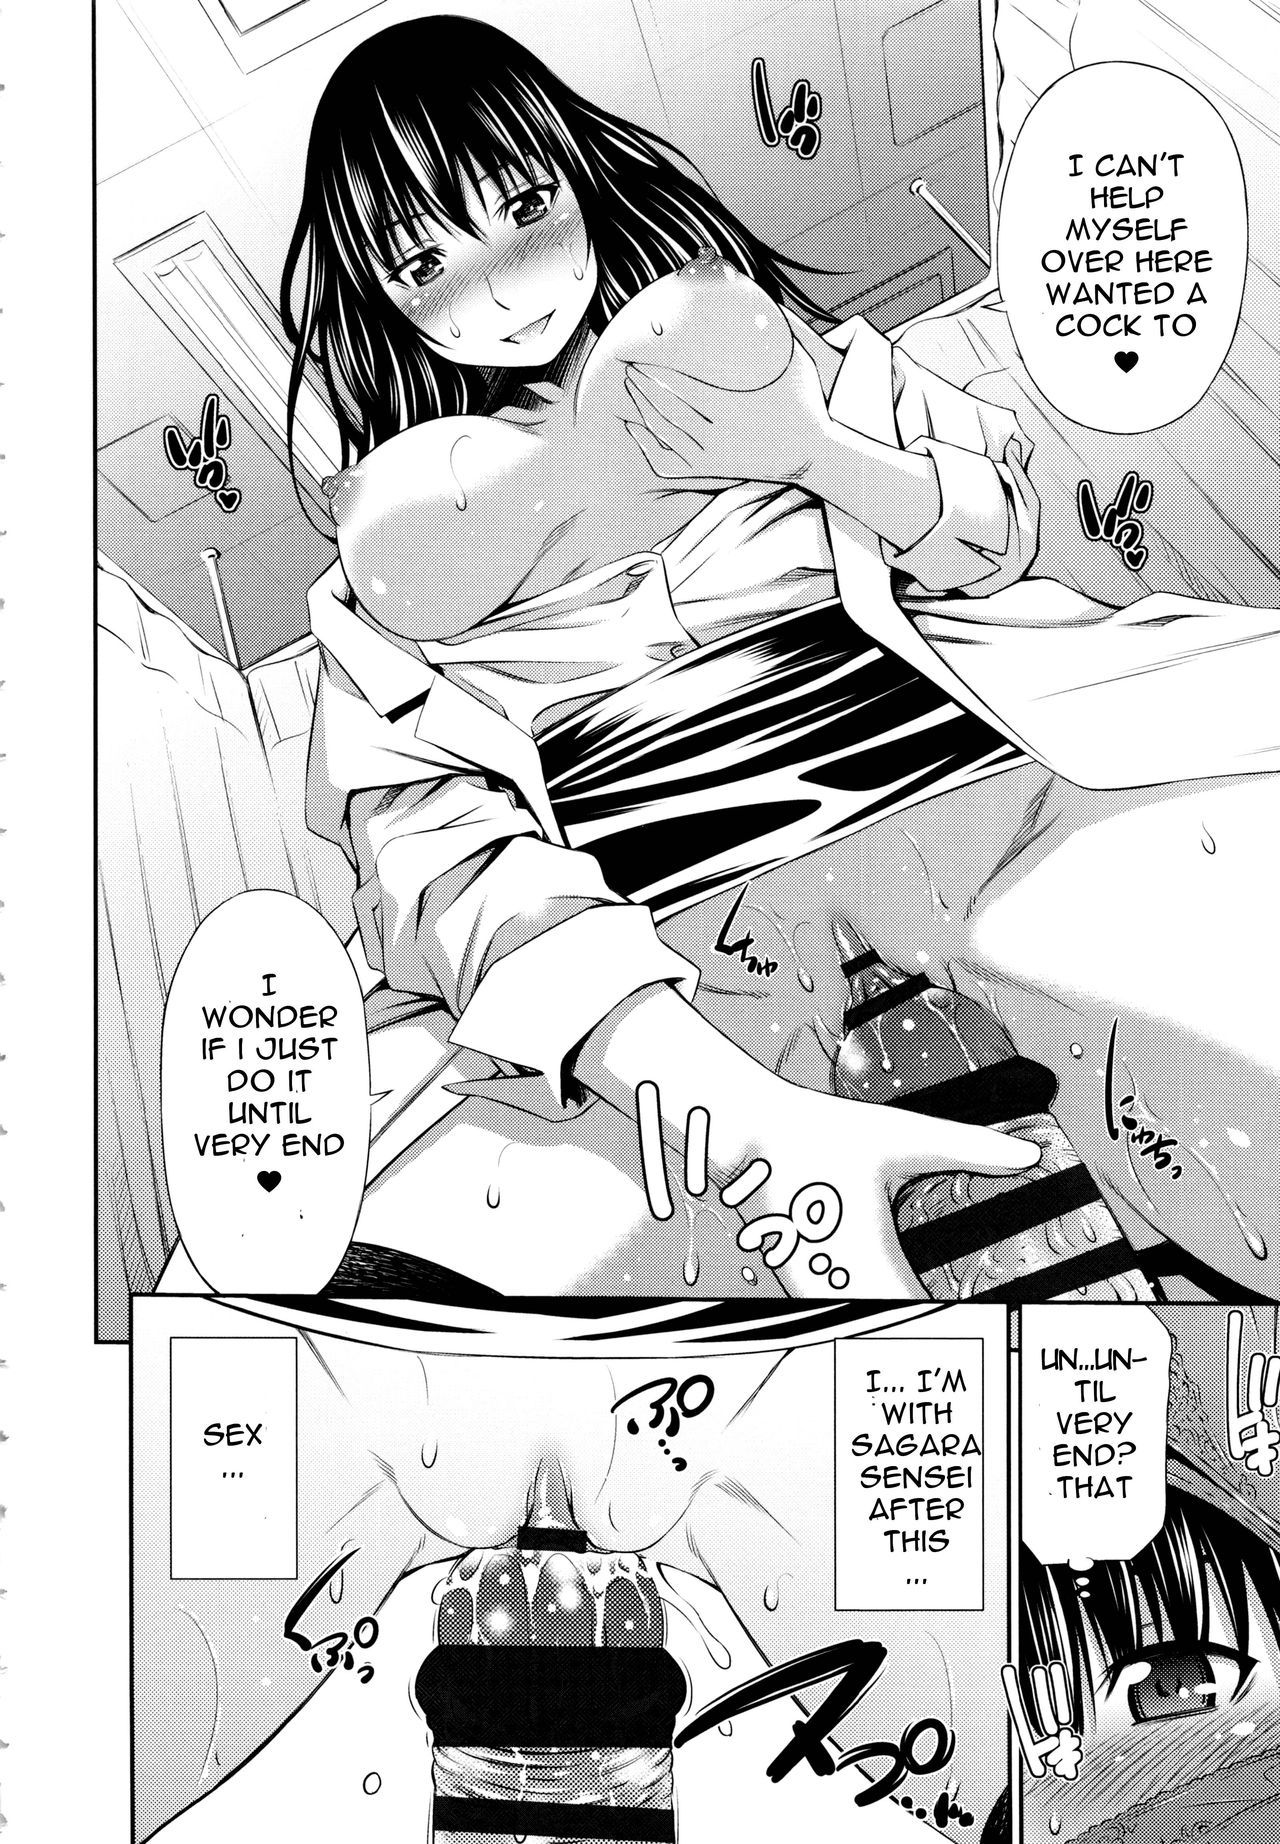 I CAN'T
HELP
MYSELF
OVER HERE
WANTED A
COCK TO
♥
I
WONDER
IF I JUST
DO IT
UNTIL
VERY END
♥
UN...UN-
TIL
VERY
END?
THAT
I... I'M
WITH
SAGARA
SENSEI
AFTER
THIS
...
SEX
...